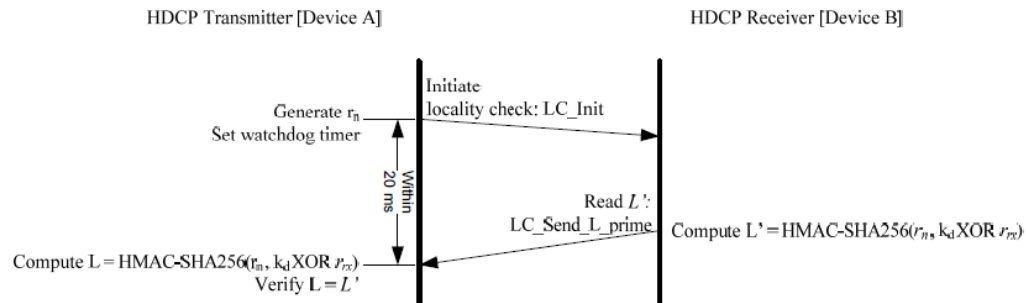 HDCP Transmitter [Device A]
HDCP Receiver [Device B]
Initiate
locality check: LC_Init
Generate rn
Set watchdog timer
Within
20 ms
Read L':
LC_Send_L_prime
Compute L' = HMAC-SHA256(rn, kd XOR rrx)
Compute L = HMAC-SHA256(rn, kd XOR rrx)
Verify L = L'